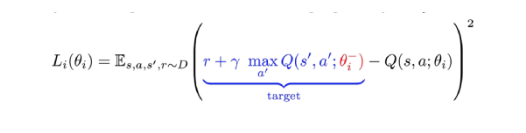 L_i(θ_i) = 𝔼_{s,a,s′,r∼D} ( r + γ max_{a′} Q(s′, a′; θ_i^−) − Q(s, a; θ_i) )^2
target